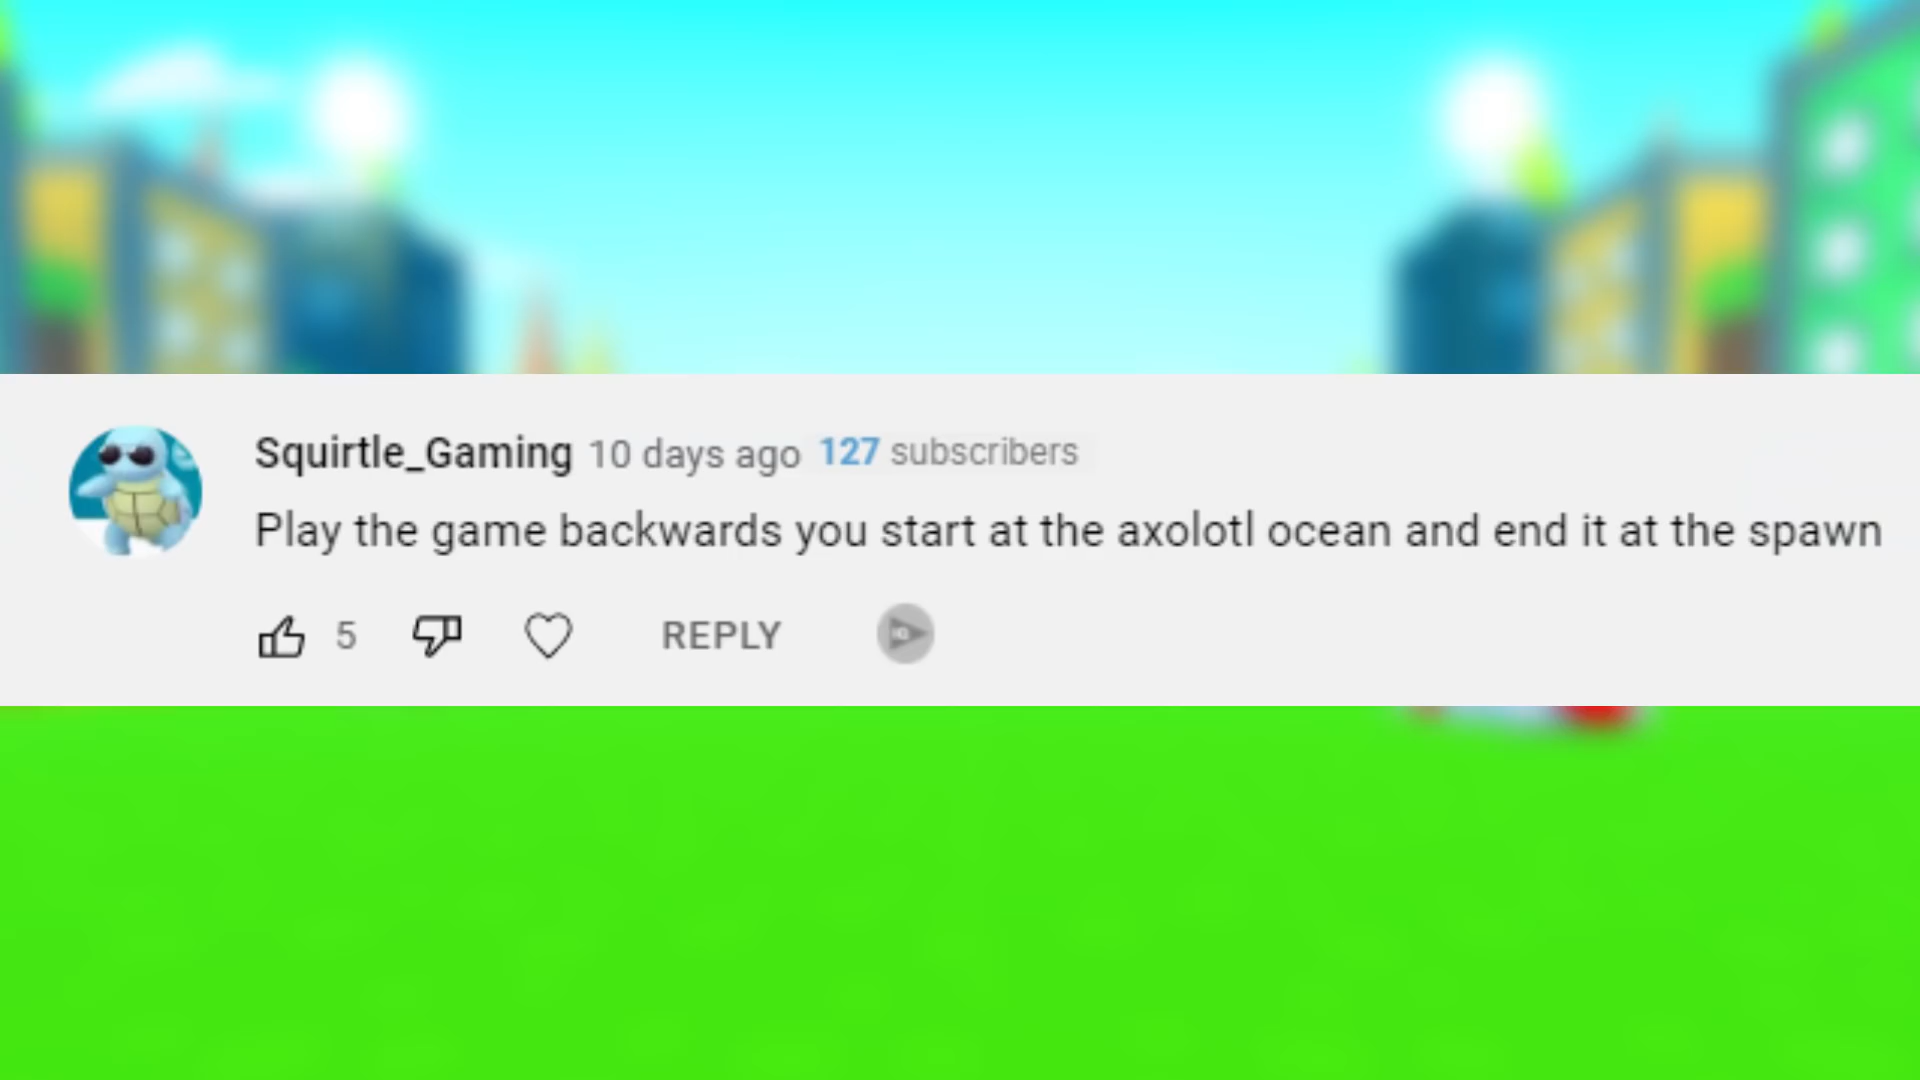 Squirtle_Gaming 10 days ago 127 subscribers
Play the game backwards you start at the axolotl ocean and end it at the spawn
5 REPLY